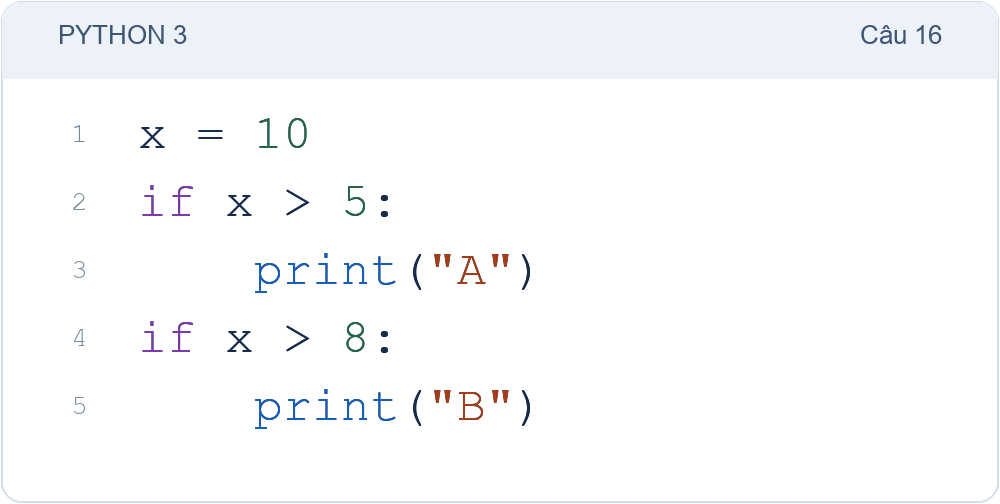 PYTHON 3 Câu 16
1 x = 10
2 if x > 5:
3     print("A")
4 if x > 8:
5     print("B")